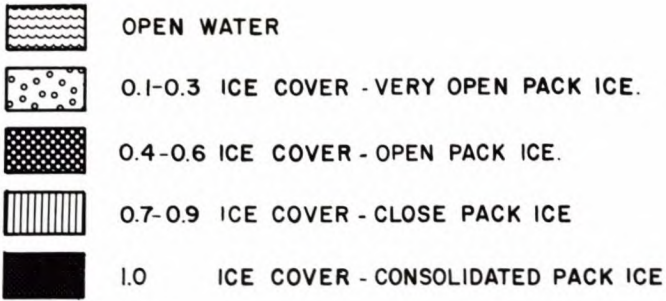 OPEN WATER
0.1-0.3 ICE COVER - VERY OPEN PACK ICE.
0.4-0.6 ICE COVER - OPEN PACK ICE.
0.7-0.9 ICE COVER - CLOSE PACK ICE
1.0 ICE COVER - CONSOLIDATED PACK ICE